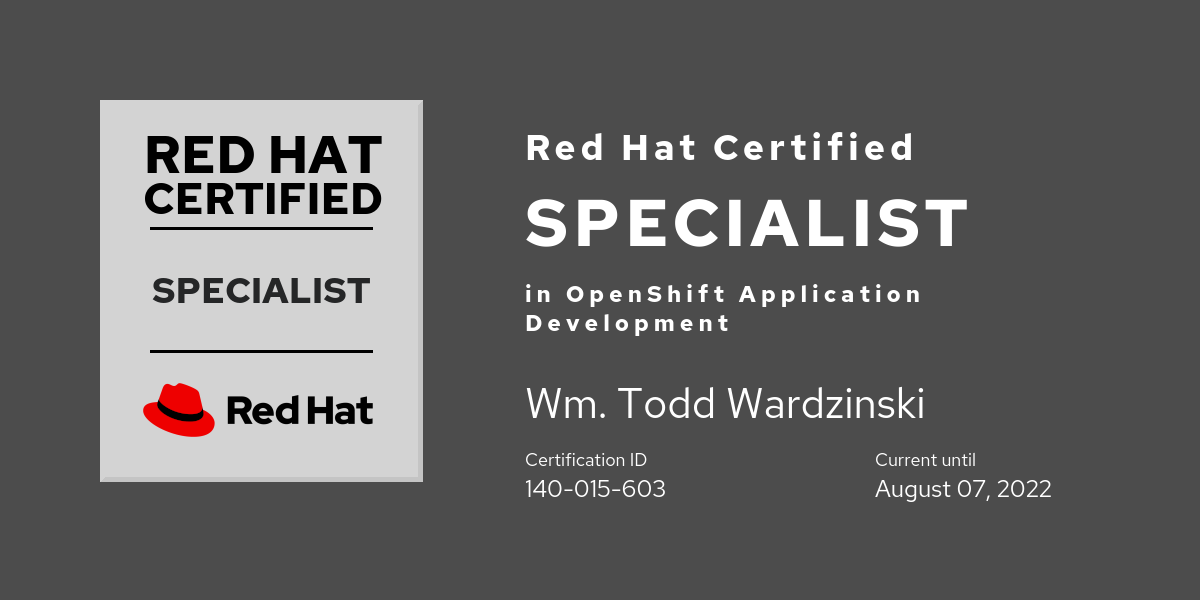 RED HAT
CERTIFIED
SPECIALIST
Red Hat
Red Hat Certified
SPECIALIST
in OpenShift Application
Development
Wm. Todd Wardzinski
Certification ID
140-015-603
Current until
August 07, 2022